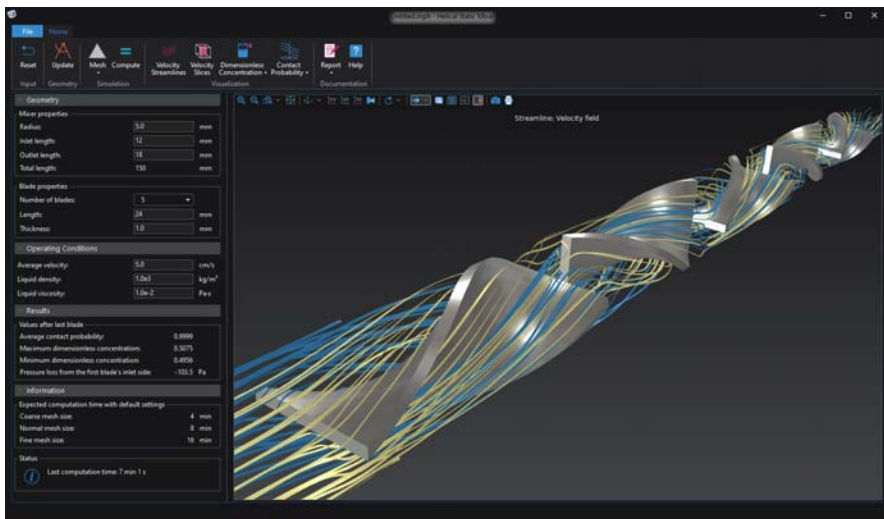 Untitled.mph - Helical Static Mixer
File Home
Reset Update Mesh Compute Velocity Streamlines Velocity Slices Dimensionless Concentration Contact Probability Report Help
Input Geometry Simulation Visualization Documentation
Geometry
Mixer properties
Radius: 5.0 mm
Inlet length: 12 mm
Outlet length: 18 mm
Total length: 150 mm
Blade properties
Number of blades: 5
Length: 24 mm
Thickness: 1.0 mm
Operating Conditions
Average velocity: 5.0 cm/s
Liquid density: 1.0e3 kg/m³
Liquid viscosity: 1.0e-2 Pa·s
Results
Values after last blade
Average contact probability: 0.9999
Maximum dimensionless concentration: 0.5075
Minimum dimensionless concentration: 0.4956
Pressure loss from the first blade's inlet side: -103.5 Pa
Information
Expected computation time with default settings
Coarse mesh size: 4 min
Normal mesh size: 8 min
Fine mesh size: 16 min
Status
Last computation time: 7 min 1 s
Streamline: Velocity field